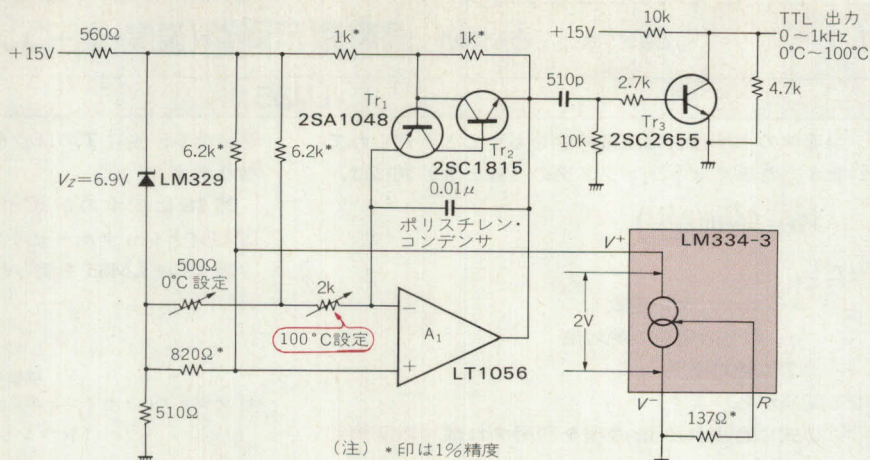 +15V
560Ω
1k*
1k*
+15V
10k
TTL 出力
0～1kHz
0°C～100°C
4.7k
510p
2.7k
Tr₁
2SA1048
Tr₂
2SC1815
Tr₃
2SC2655
10k
6.2k*
6.2k*
V_Z=6.9V
LM329
0.01μ
ポリスチレン・
コンデンサ
500Ω
0°C 設定
2k
100°C設定
820Ω*
510Ω
−
+
A₁
LT1056
LM334-3
V⁺
2V
V⁻
R
137Ω*
(注) *印は1%精度